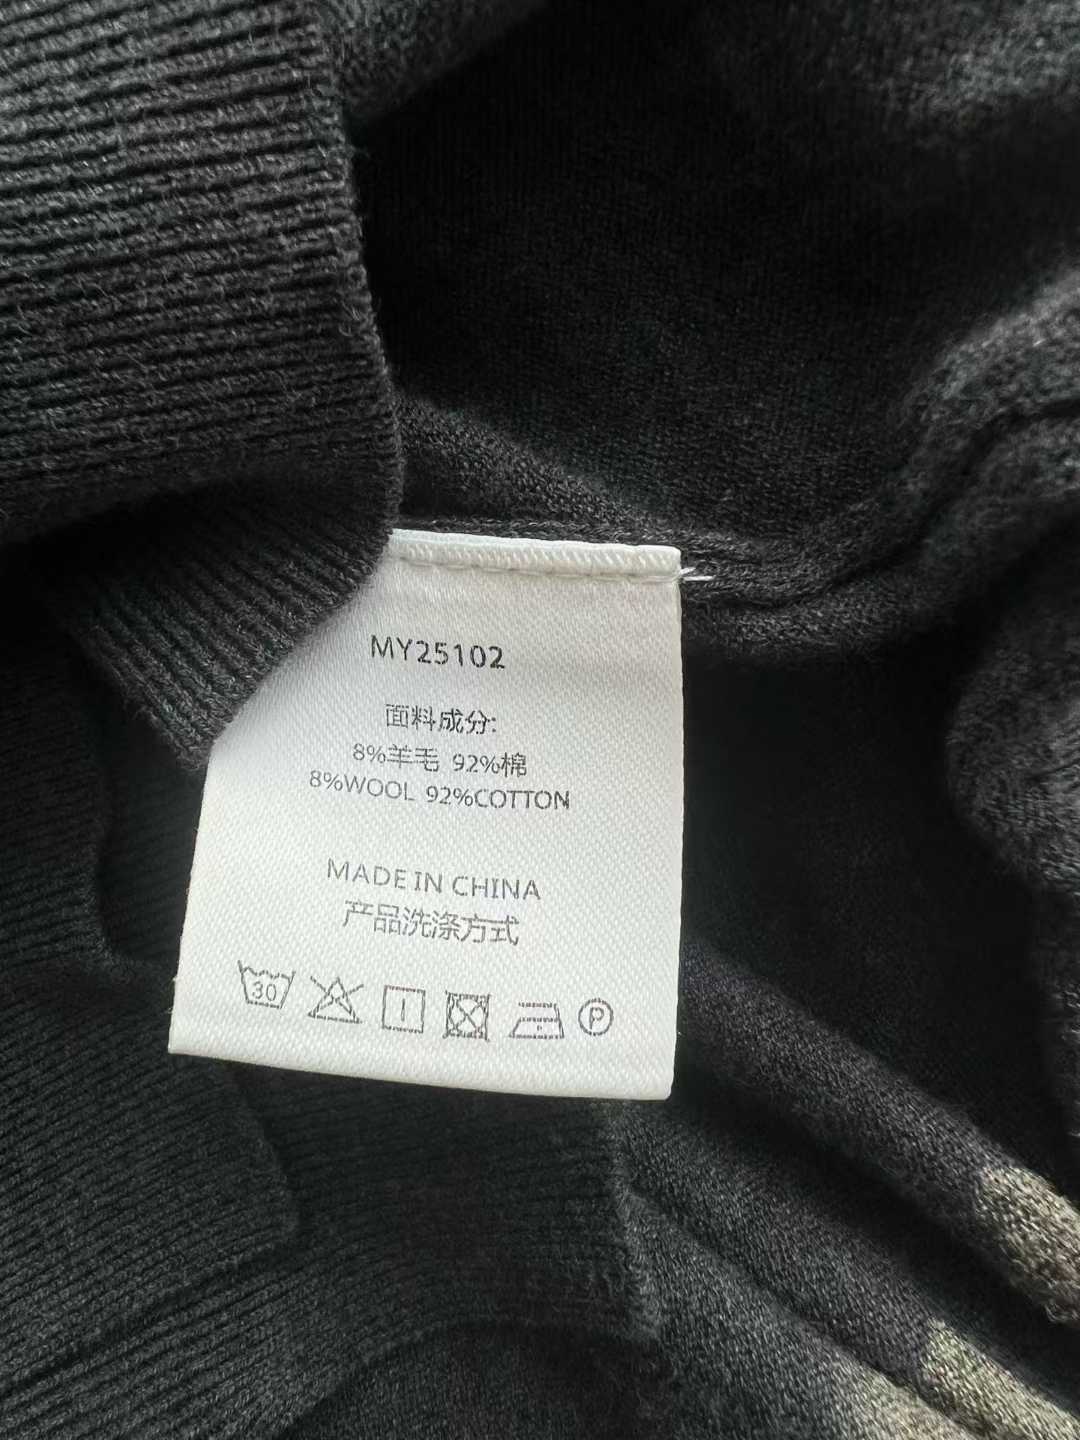 MY25102
面料成分:
8%羊毛 92%棉
8%WOOL 92%COTTON
MADE IN CHINA
产品洗涤方式
30 P